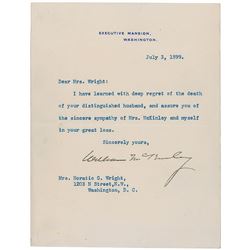 EXECUTIVE MANSION,
WASHINGTON.
July 3, 1899.
Dear Mrs. Wright:
I have learned with deep regret of the death
of your distinguished husband, and assure you of
the sincere sympathy of Mrs. McKinley and myself
in your great loss.
Sincerely yours,
William McKinley
Mrs. Horatio G. Wright,
1203 N Street, N.W.,
Washington, D. C.